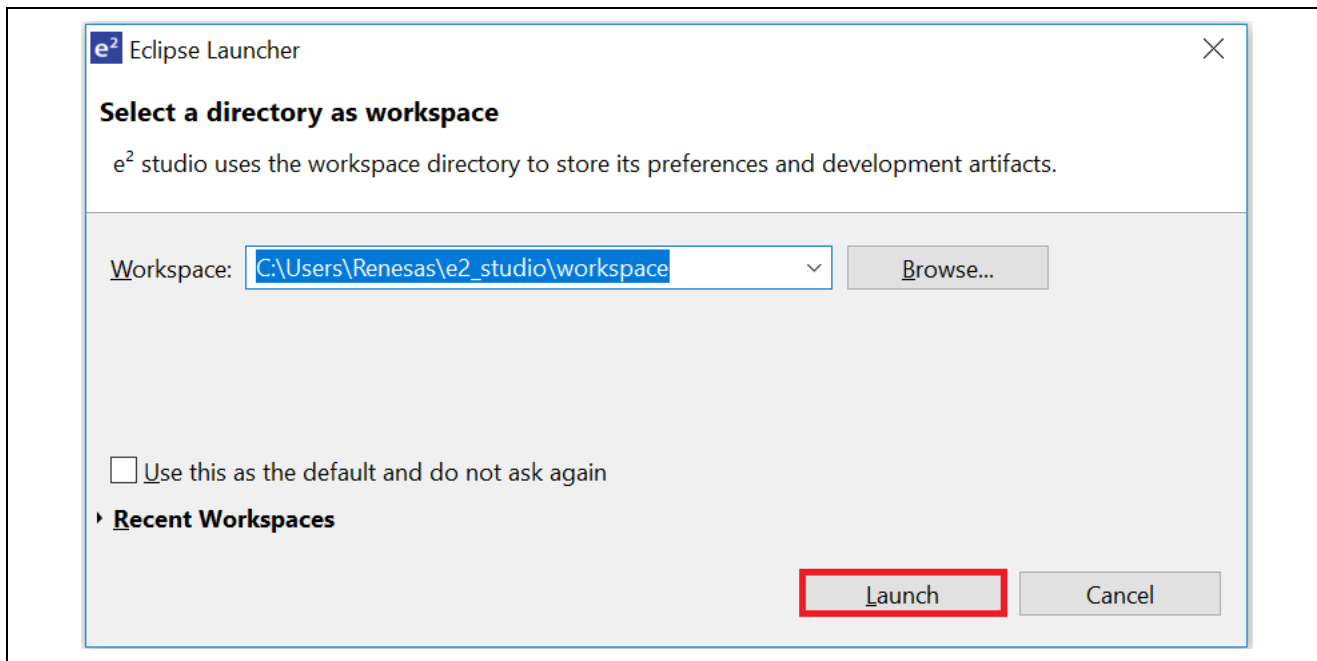 e² Eclipse Launcher
Select a directory as workspace
e² studio uses the workspace directory to store its preferences and development artifacts.
Workspace: C:\Users\Renesas\e2_studio\workspace Browse...
Use this as the default and do not ask again
Recent Workspaces
Launch Cancel